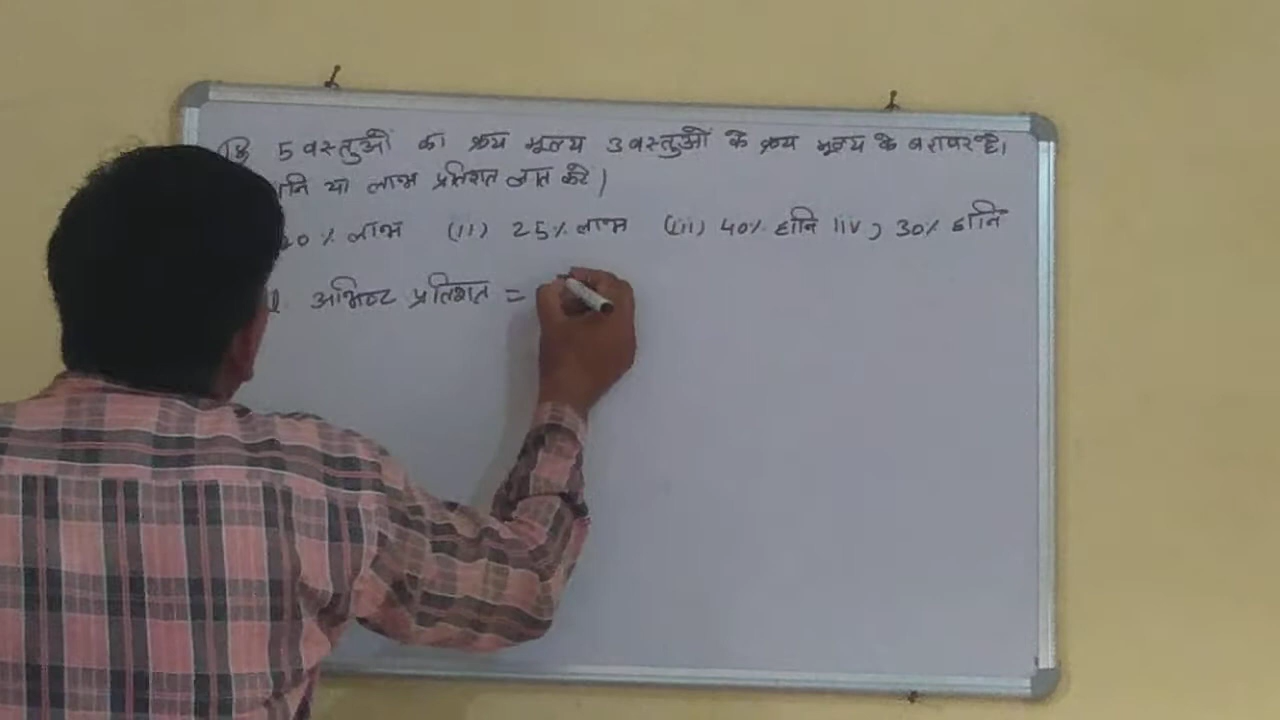 5 वस्तुओं का क्रय मूल्य 3 वस्तुओं के क्रय मूल्य के बराबर है।
हानि या लाभ प्रतिशत ज्ञात करें।
% लाभ (ii) 25% लाभ (iii) 40% हानि (iv) 30% हानि
अभिष्ट प्रतिशत =